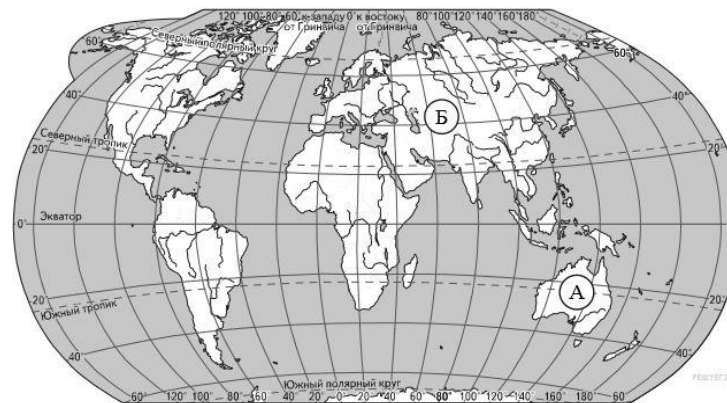 120° 80° 60° к западу 0° к востоку 80° 100° 120° 140° 160° 180°
от Гринвича от Гринвича
Северный полярный круг
60° 60°
40° 40°
Северный тропик
20° 20°
Б
Экватор
0° 0°
А
20° 20°
Южный тропик
40° 40°
Южный полярный круг
60° 120° 100° 80° 60° 40° 20° 0° 20° 40° 60° 80° 100° 120° 140° 160° 180° 60°